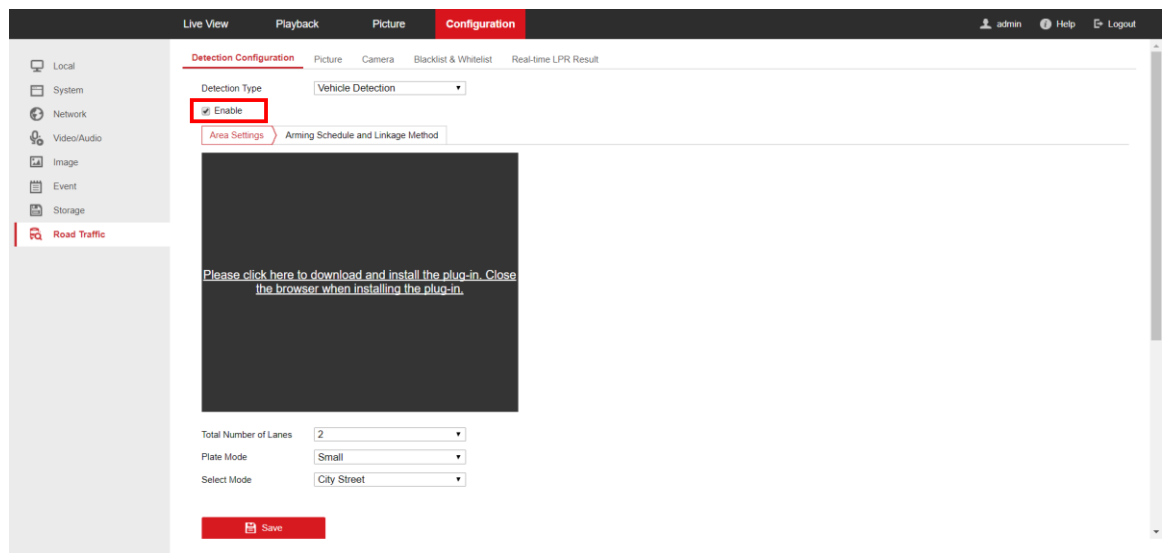 Live View Playback Picture Configuration admin Help Logout
Local
System
Network
Video/Audio
Image
Event
Storage
Road Traffic
Detection Configuration Picture Camera Blacklist & Whitelist Real-time LPR Result
Detection Type Vehicle Detection
Enable
Area Settings Arming Schedule and Linkage Method
Please click here to download and install the plug-in. Close
the browser when installing the plug-in.
Total Number of Lanes 2
Plate Mode Small
Select Mode City Street
Save